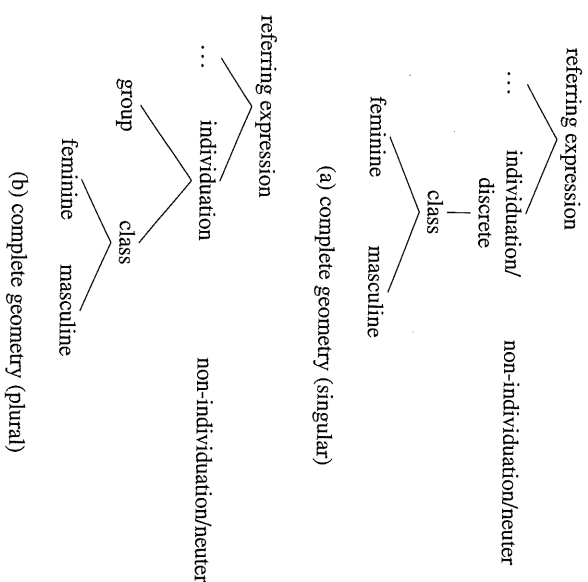 referring expression
... individuation/ non-individuation/neuter
discrete
class
feminine masculine
(a) complete geometry (singular)
referring expression
... individuation non-individuation/neuter
group class
feminine masculine
(b) complete geometry (plural)